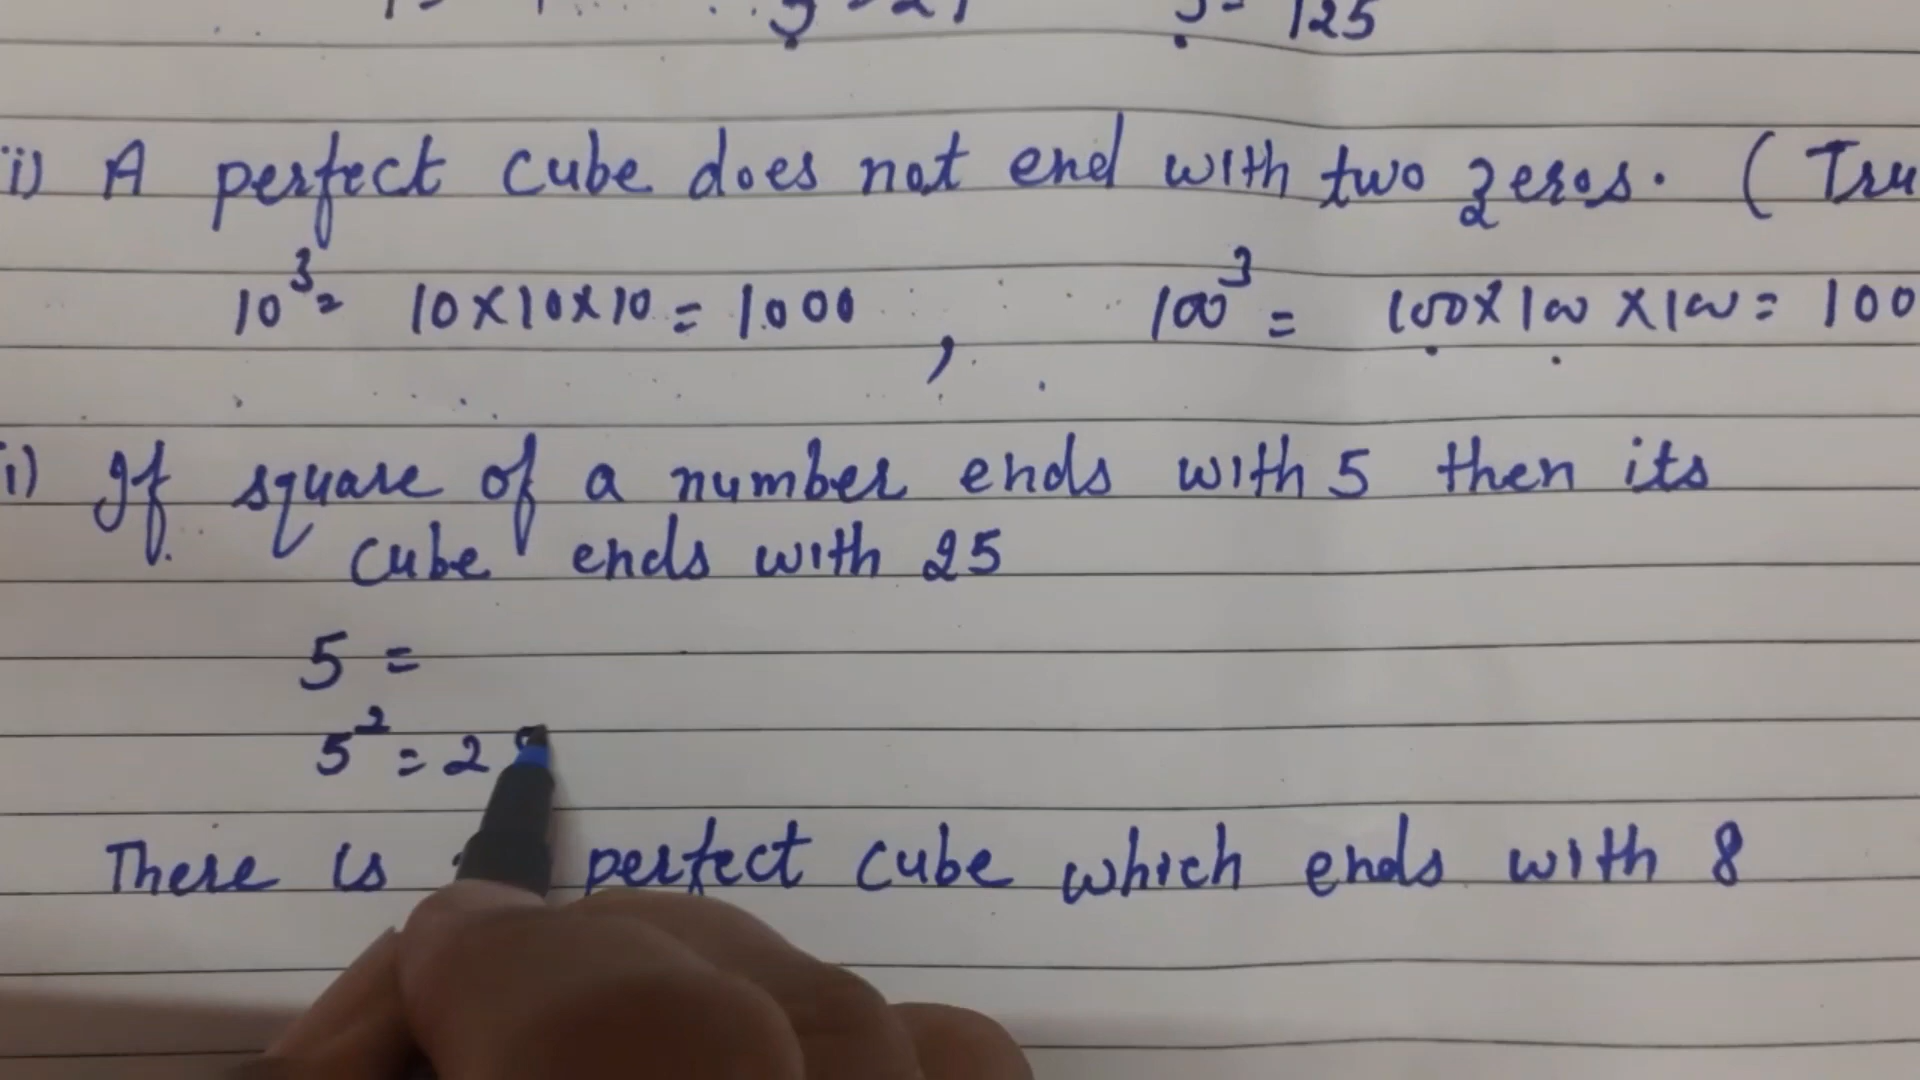 125
ii) A perfect cube does not end with two zeros. (Tru
10³= 10×10×10 = 1000 , 100³ = 100×100×100= 100
i) If square of a number ends with 5 then its
cube ends with 25
5 =
5² = 2
There is perfect cube which ends with 8